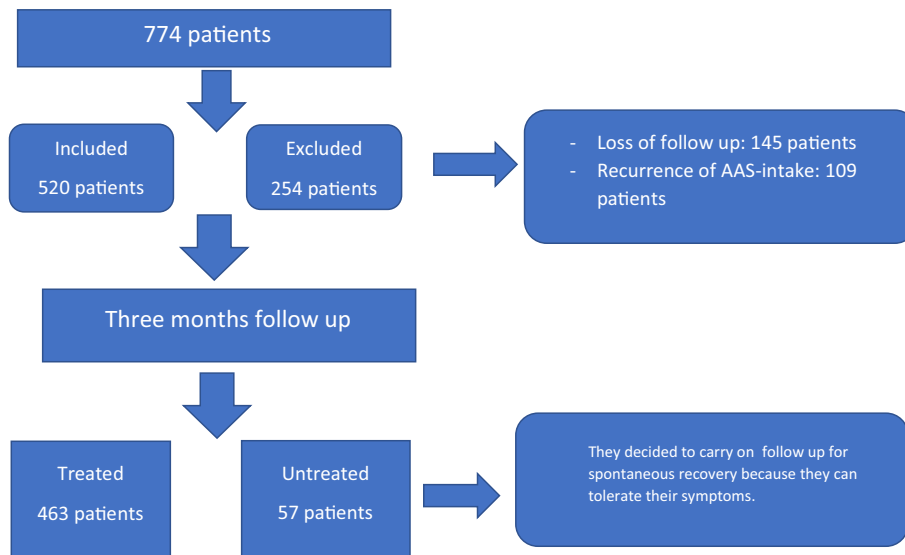 774 patients
Included
520 patients
Excluded
254 patients
- Loss of follow up: 145 patients
- Recurrence of AAS-intake: 109
patients
Three months follow up
Treated
463 patients
Untreated
57 patients
They decided to carry on follow up for
spontaneous recovery because they can
tolerate their symptoms.